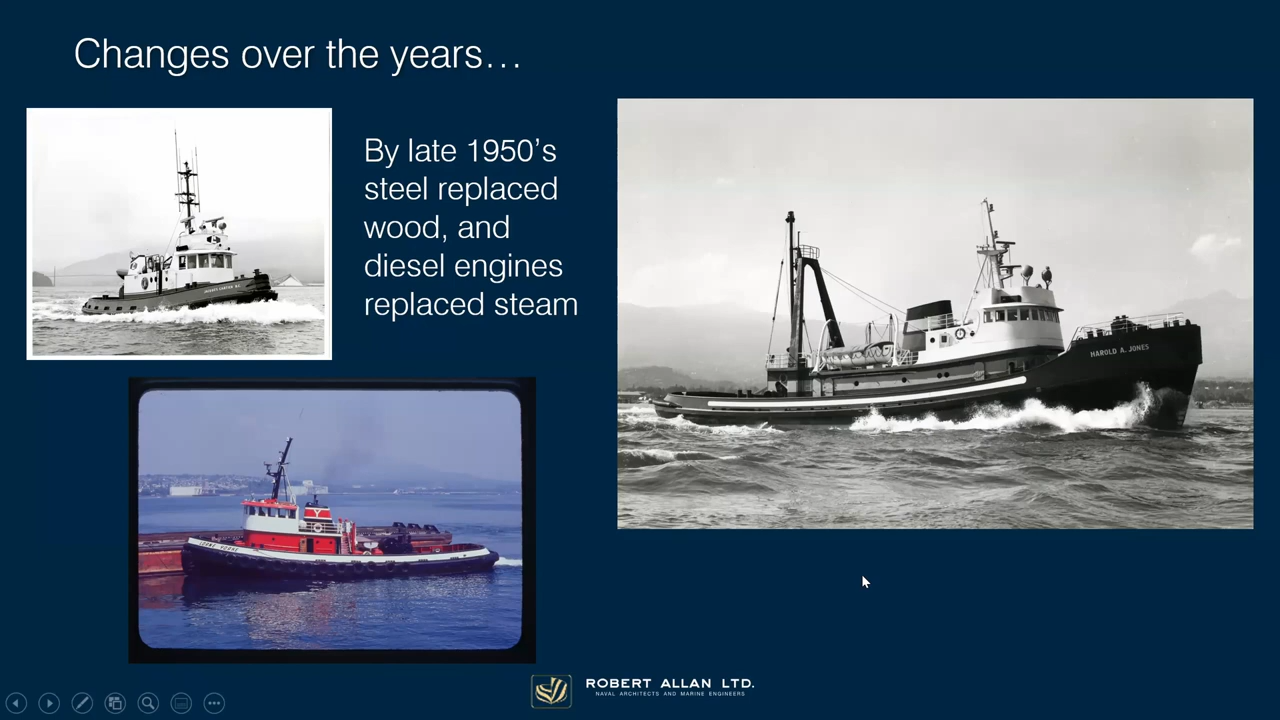 Changes over the years…
By late 1950’s
steel replaced
wood, and
diesel engines
replaced steam
HAROLD A. JONES
ROBERT ALLAN LTD.
NAVAL ARCHITECTS AND MARINE ENGINEERS